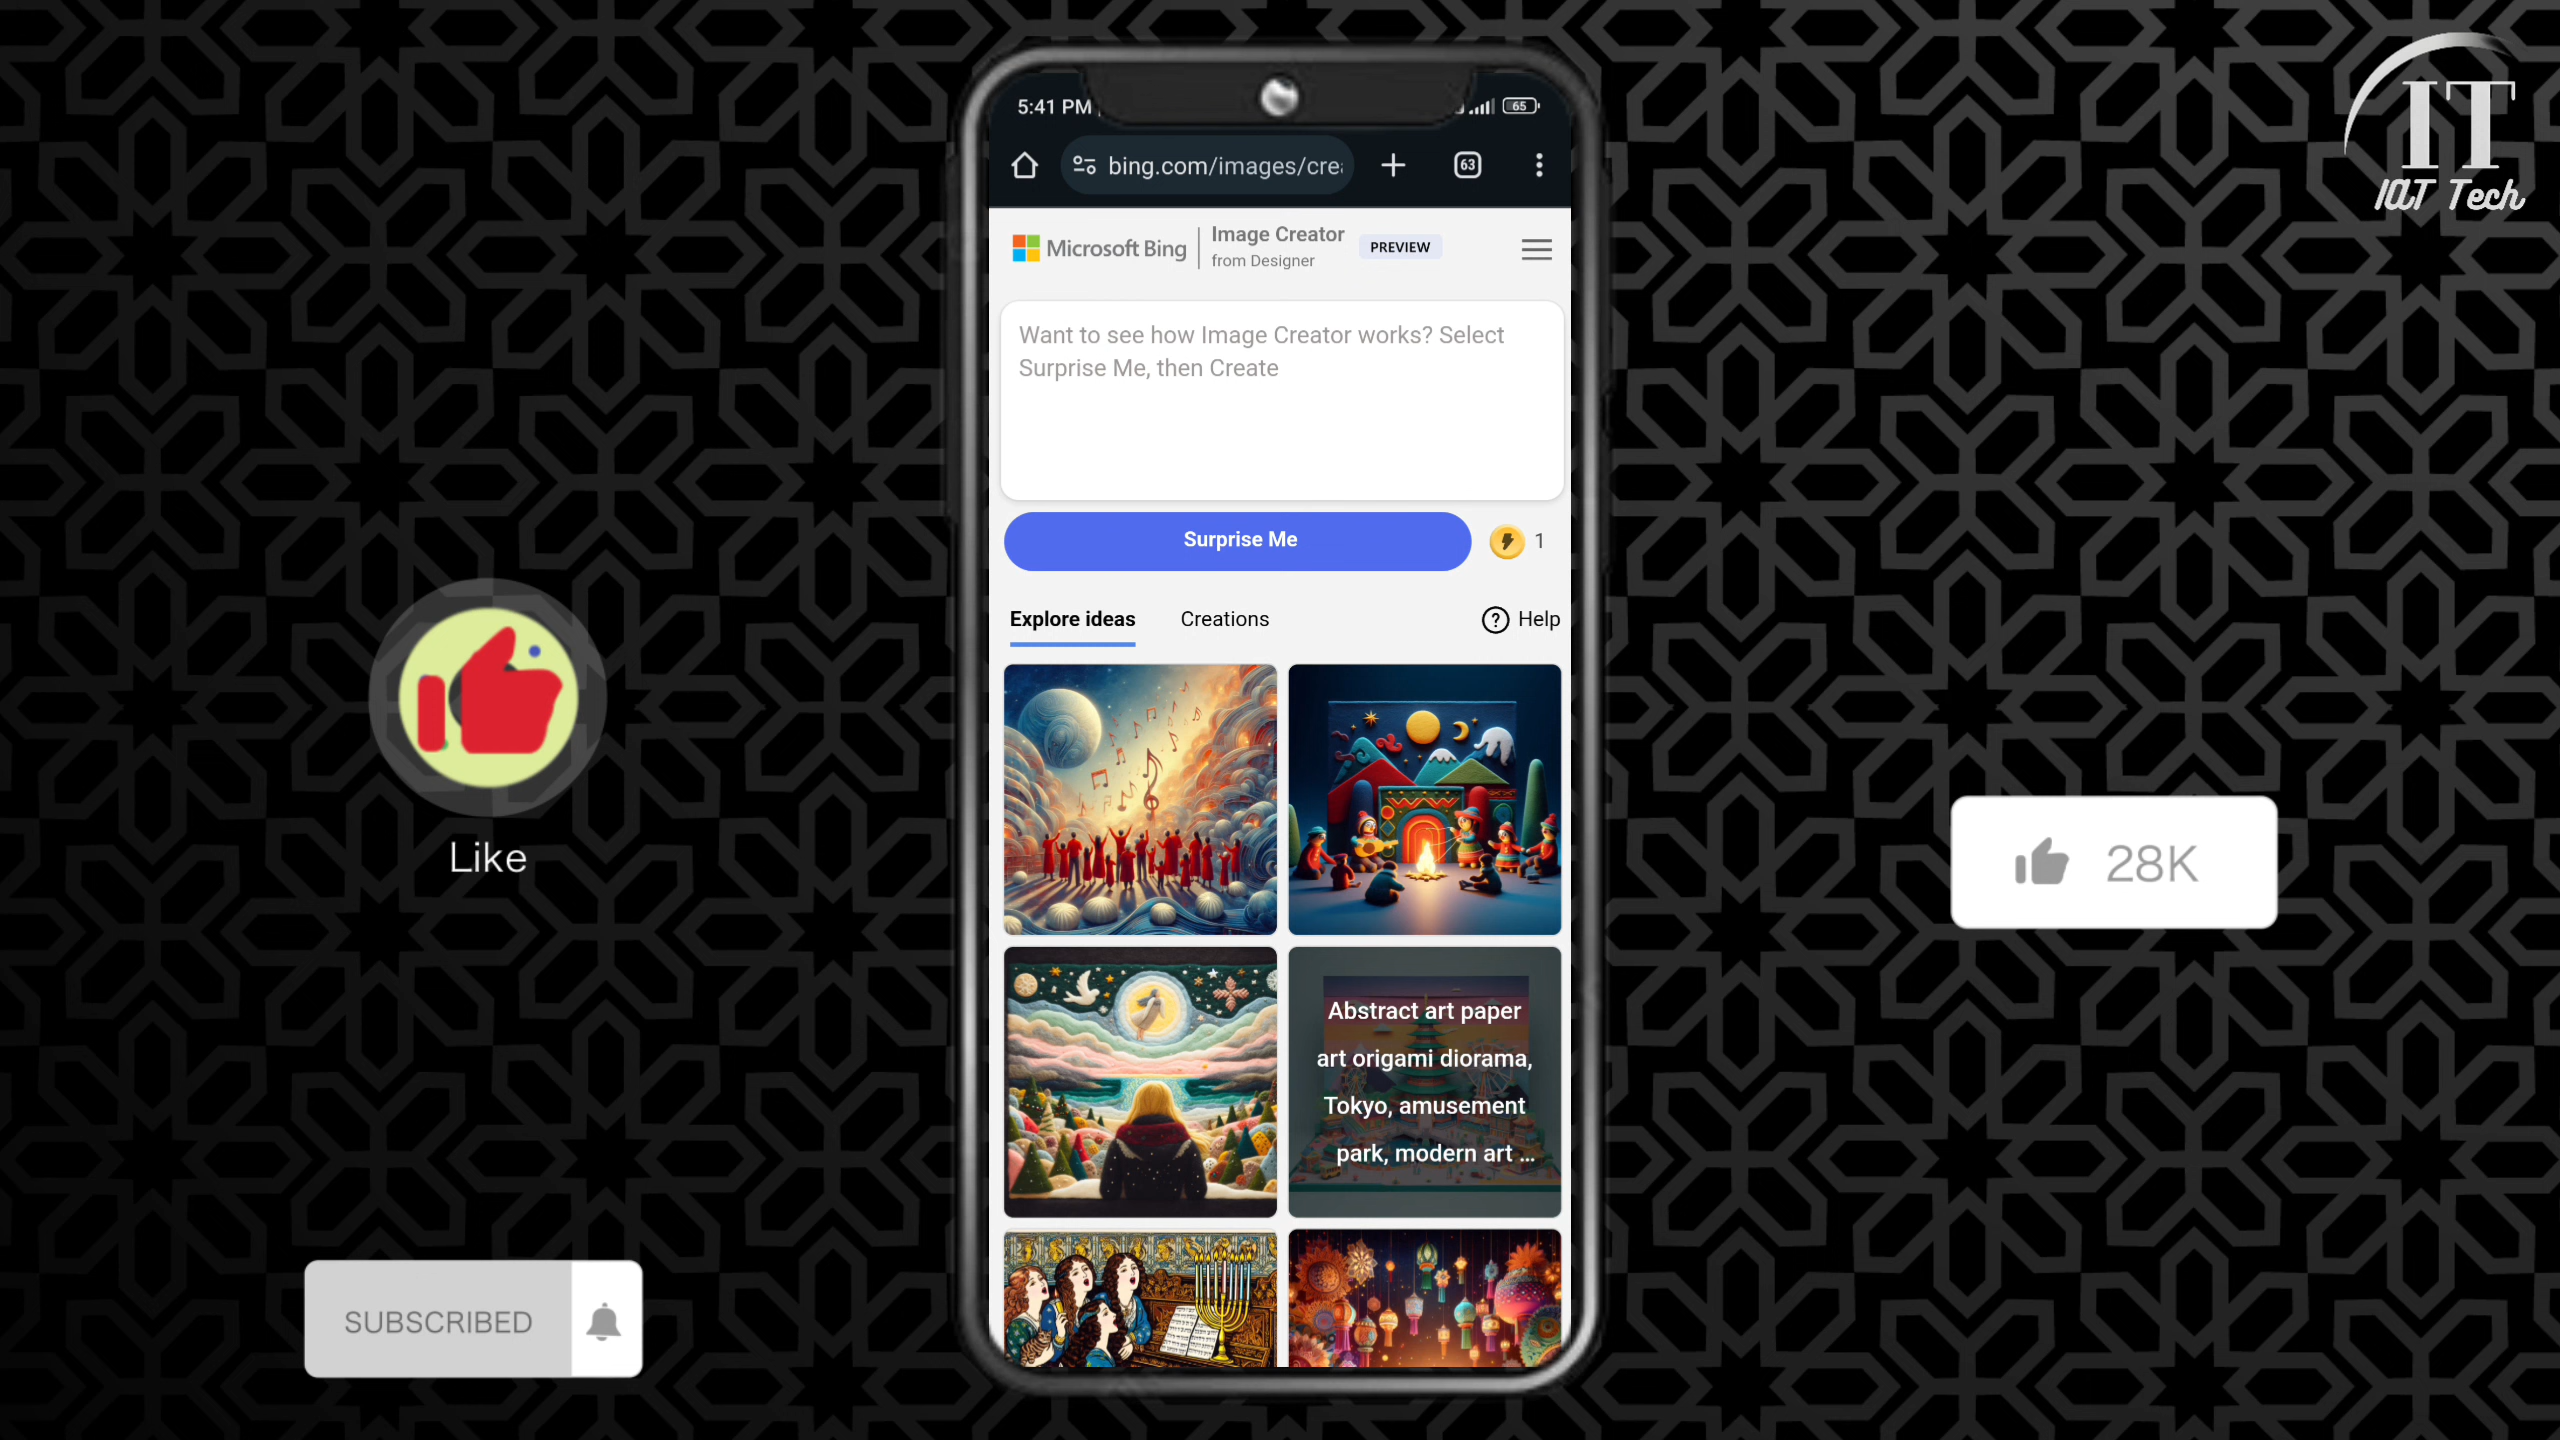 5:41 PM
65
bing.com/images/cre
63
Microsoft Bing
Image Creator
from Designer
PREVIEW
Want to see how Image Creator works? Select
Surprise Me, then Create
Surprise Me
1
Explore ideas
Creations
Help
Abstract art paper
art origami diorama,
Tokyo, amusement
park, modern art ...
Like
SUBSCRIBED
28K
IT
IQT Tech